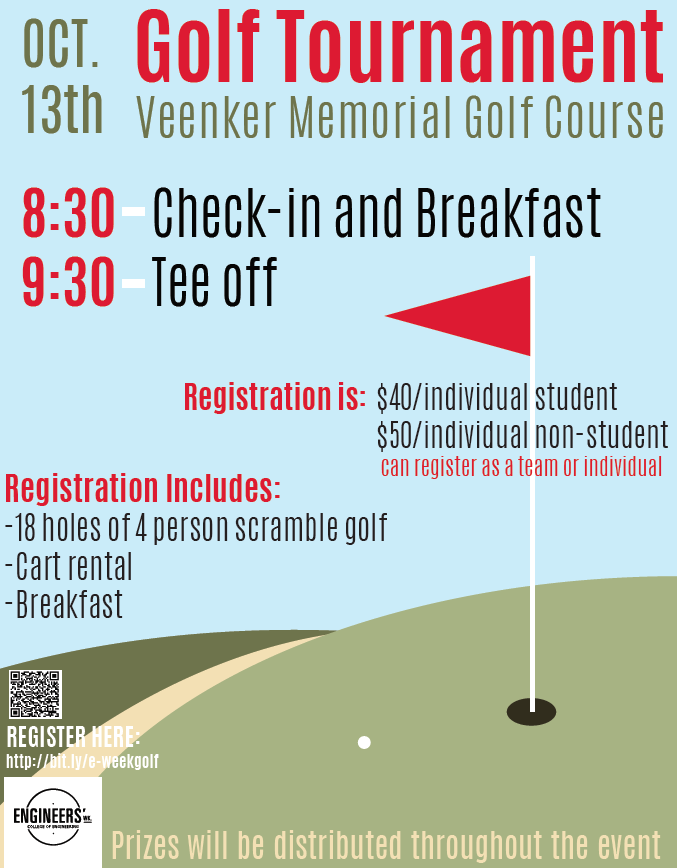 OCT.
13th
Golf Tournament
Veenker Memorial Golf Course
8:30-Check-in and Breakfast
9:30-Tee off
Registration is: $40/individual student
$50/individual non-student
can register as a team or individual
Registration Includes:
-18 holes of 4 person scramble golf
-Cart rental
-Breakfast
REGISTER HERE:
http://bit.ly/e-weekgolf
ENGINEERS' WK.
COLLEGE OF ENGINEERING
Prizes will be distributed throughout the event